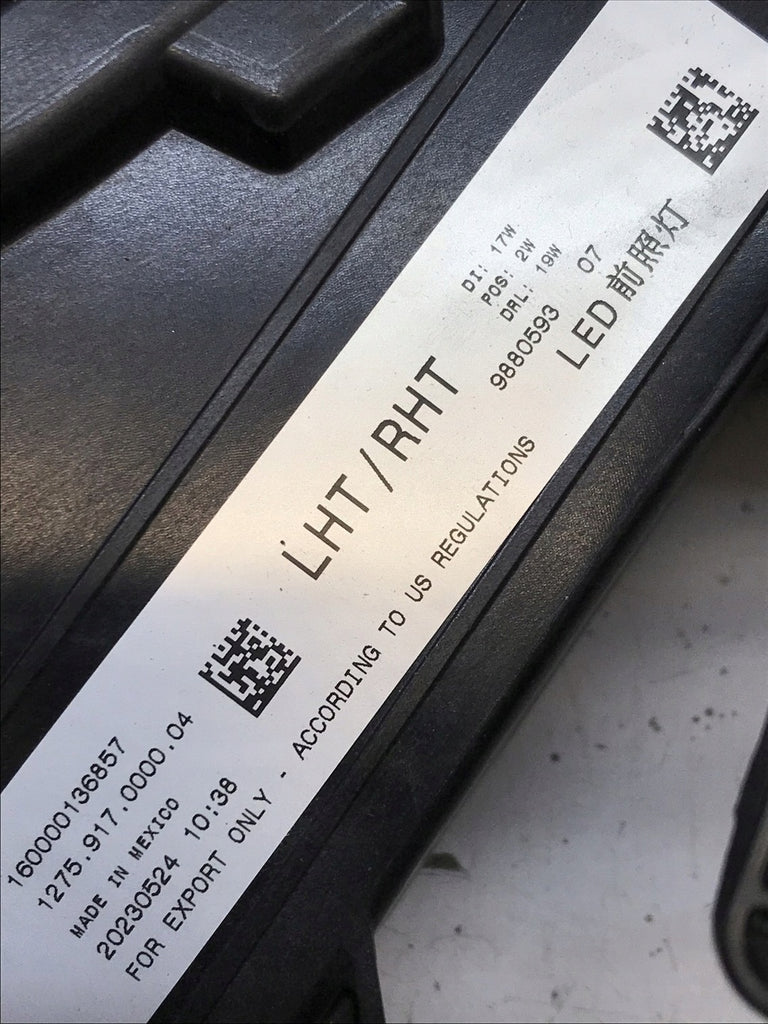 DI: 17W
POS: 2W
DRL: 19W
9880593 07
LED前照灯
LHT/RHT
160000136857
1275.917.0000.04
MADE IN MEXICO
20230524 10:38
FOR EXPORT ONLY - ACCORDING TO US REGULATIONS